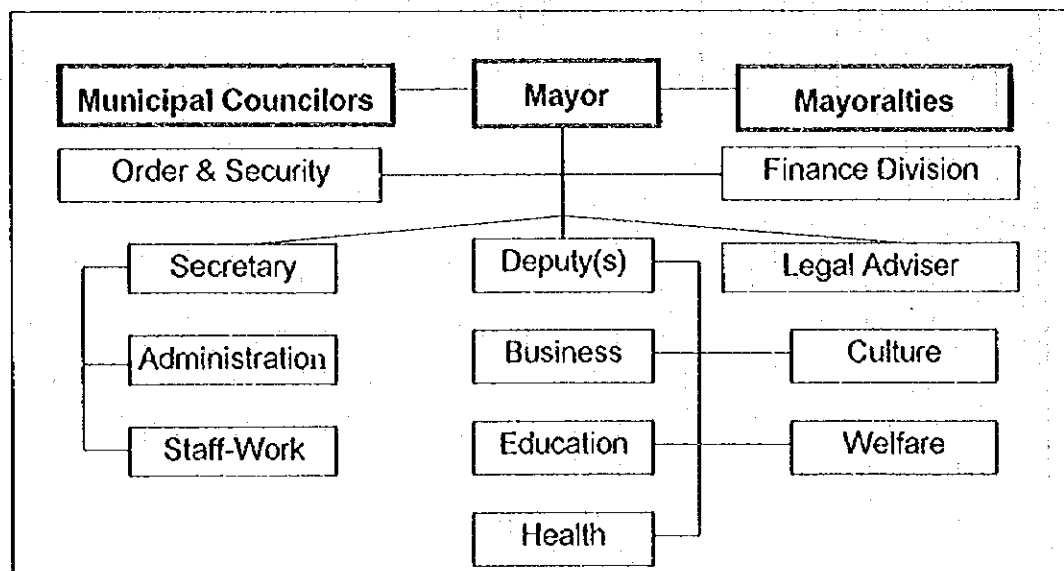 Municipal Councilors
Mayor
Mayoralties
Order & Security
Finance Division
Secretary
Deputy(s)
Legal Adviser
Administration
Business
Culture
Staff-Work
Education
Welfare
Health